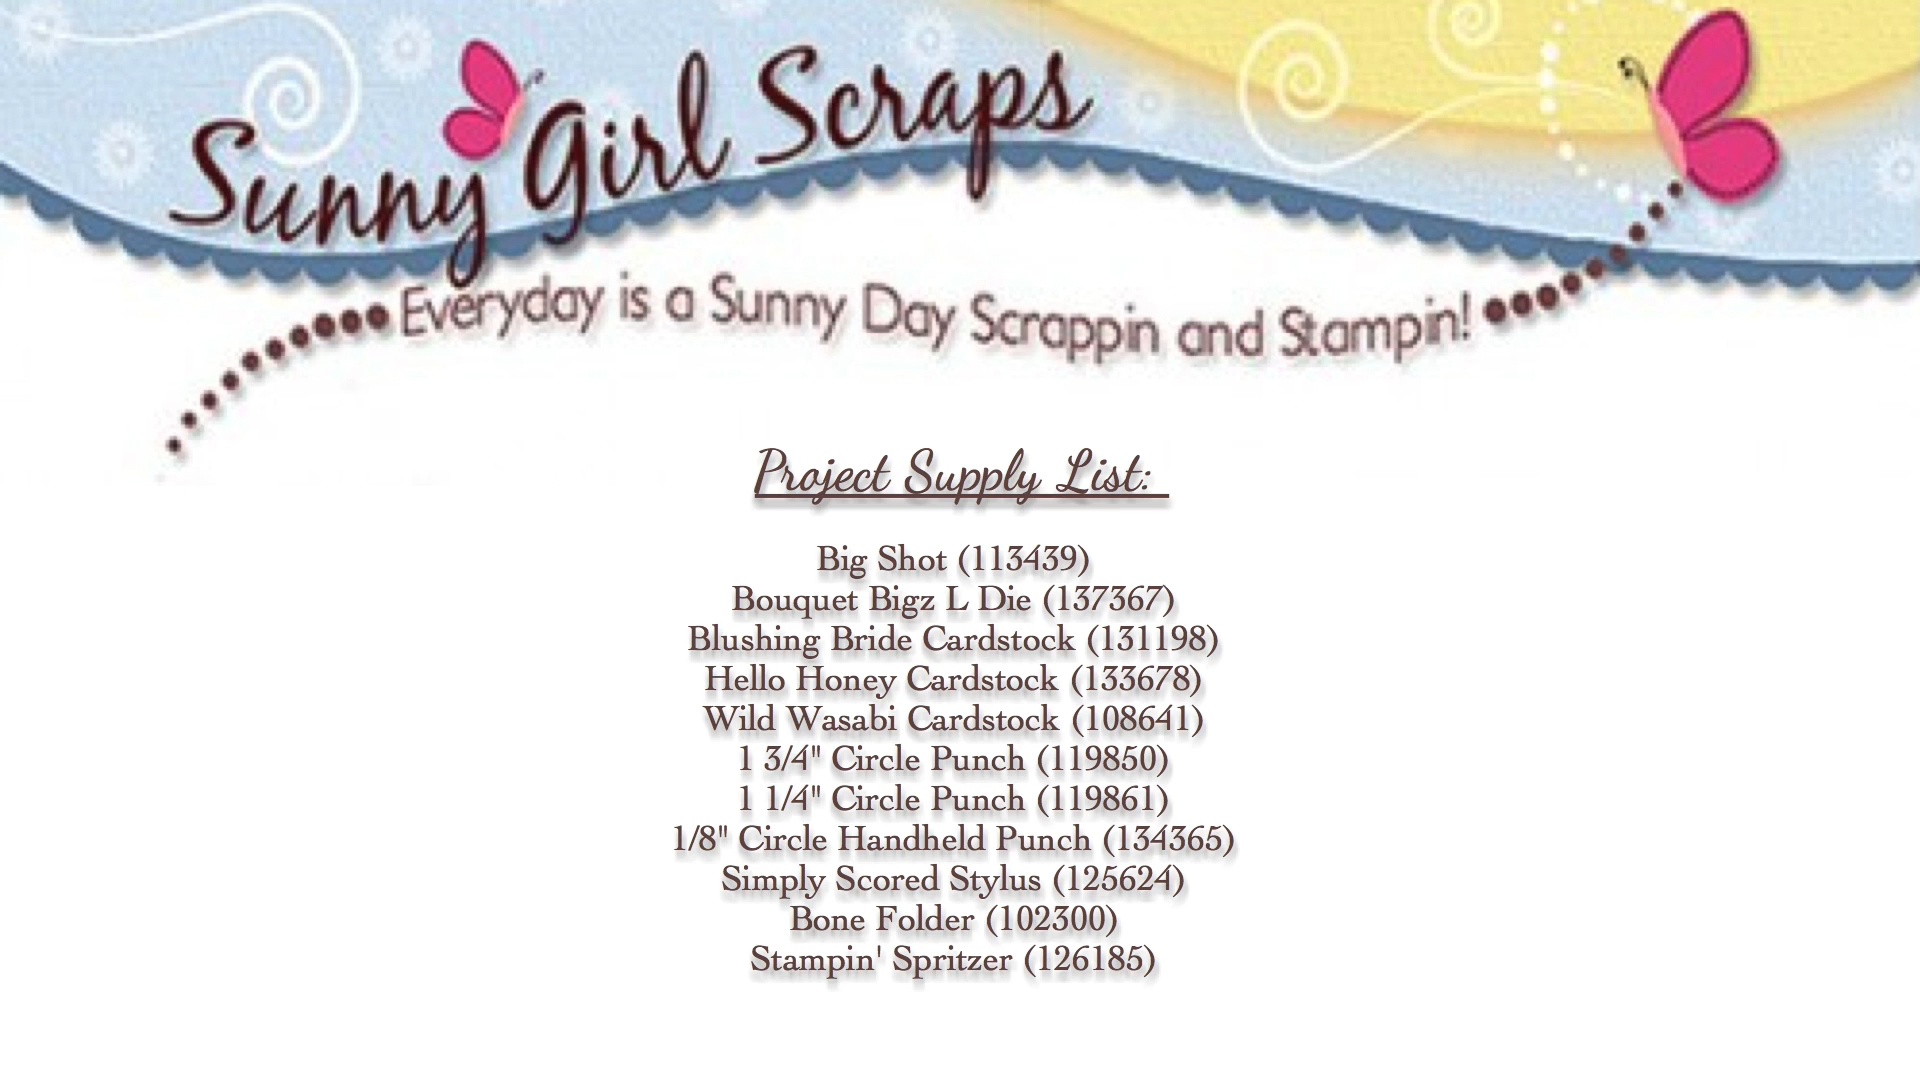 Sunny Girl Scraps
Everyday is a Sunny Day Scrappin and Stampin!
Project Supply List:
Big Shot (113439)
Bouquet Bigz L Die (137367)
Blushing Bride Cardstock (131198)
Hello Honey Cardstock (133678)
Wild Wasabi Cardstock (108641)
1 3/4" Circle Punch (119850)
1 1/4" Circle Punch (119861)
1/8" Circle Handheld Punch (134365)
Simply Scored Stylus (125624)
Bone Folder (102300)
Stampin' Spritzer (126185)